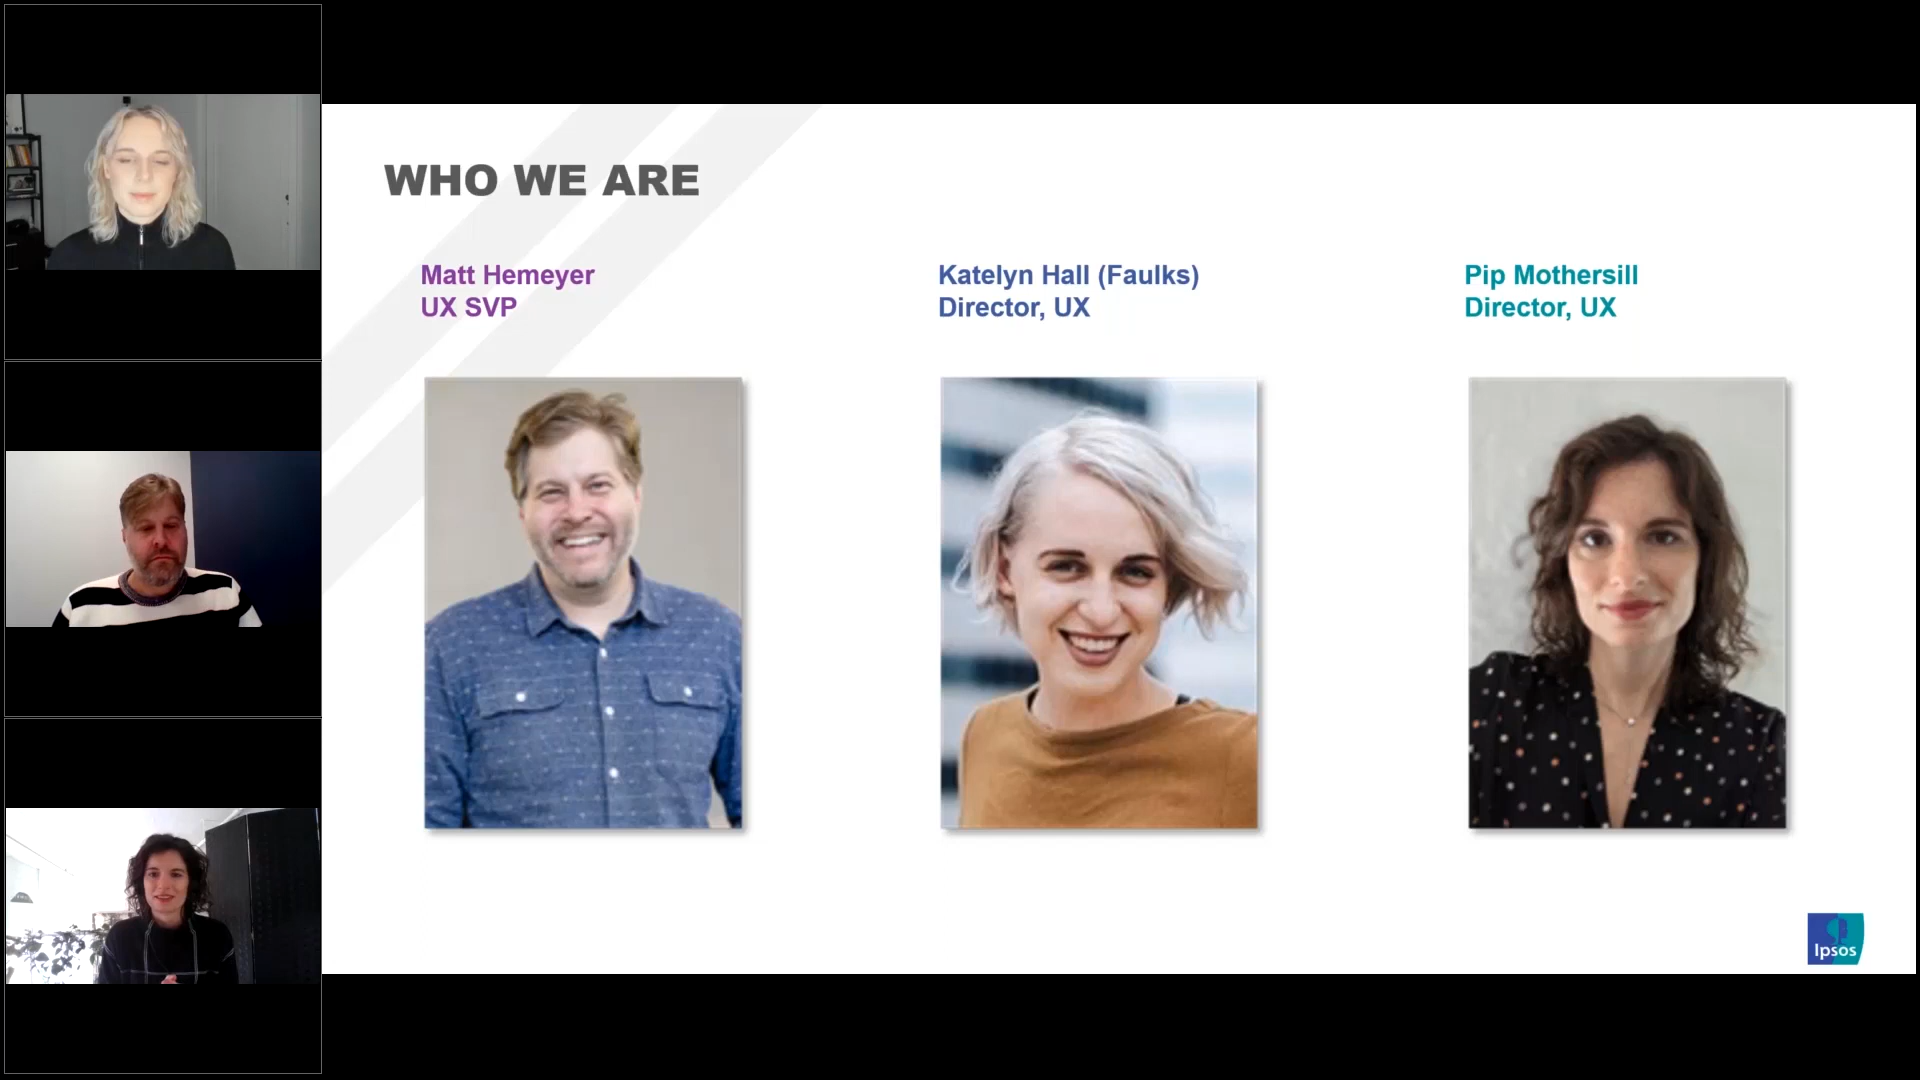 WHO WE ARE
Matt Hemeyer
UX SVP
Katelyn Hall (Faulks)
Director, UX
Pip Mothersill
Director, UX
Ipsos